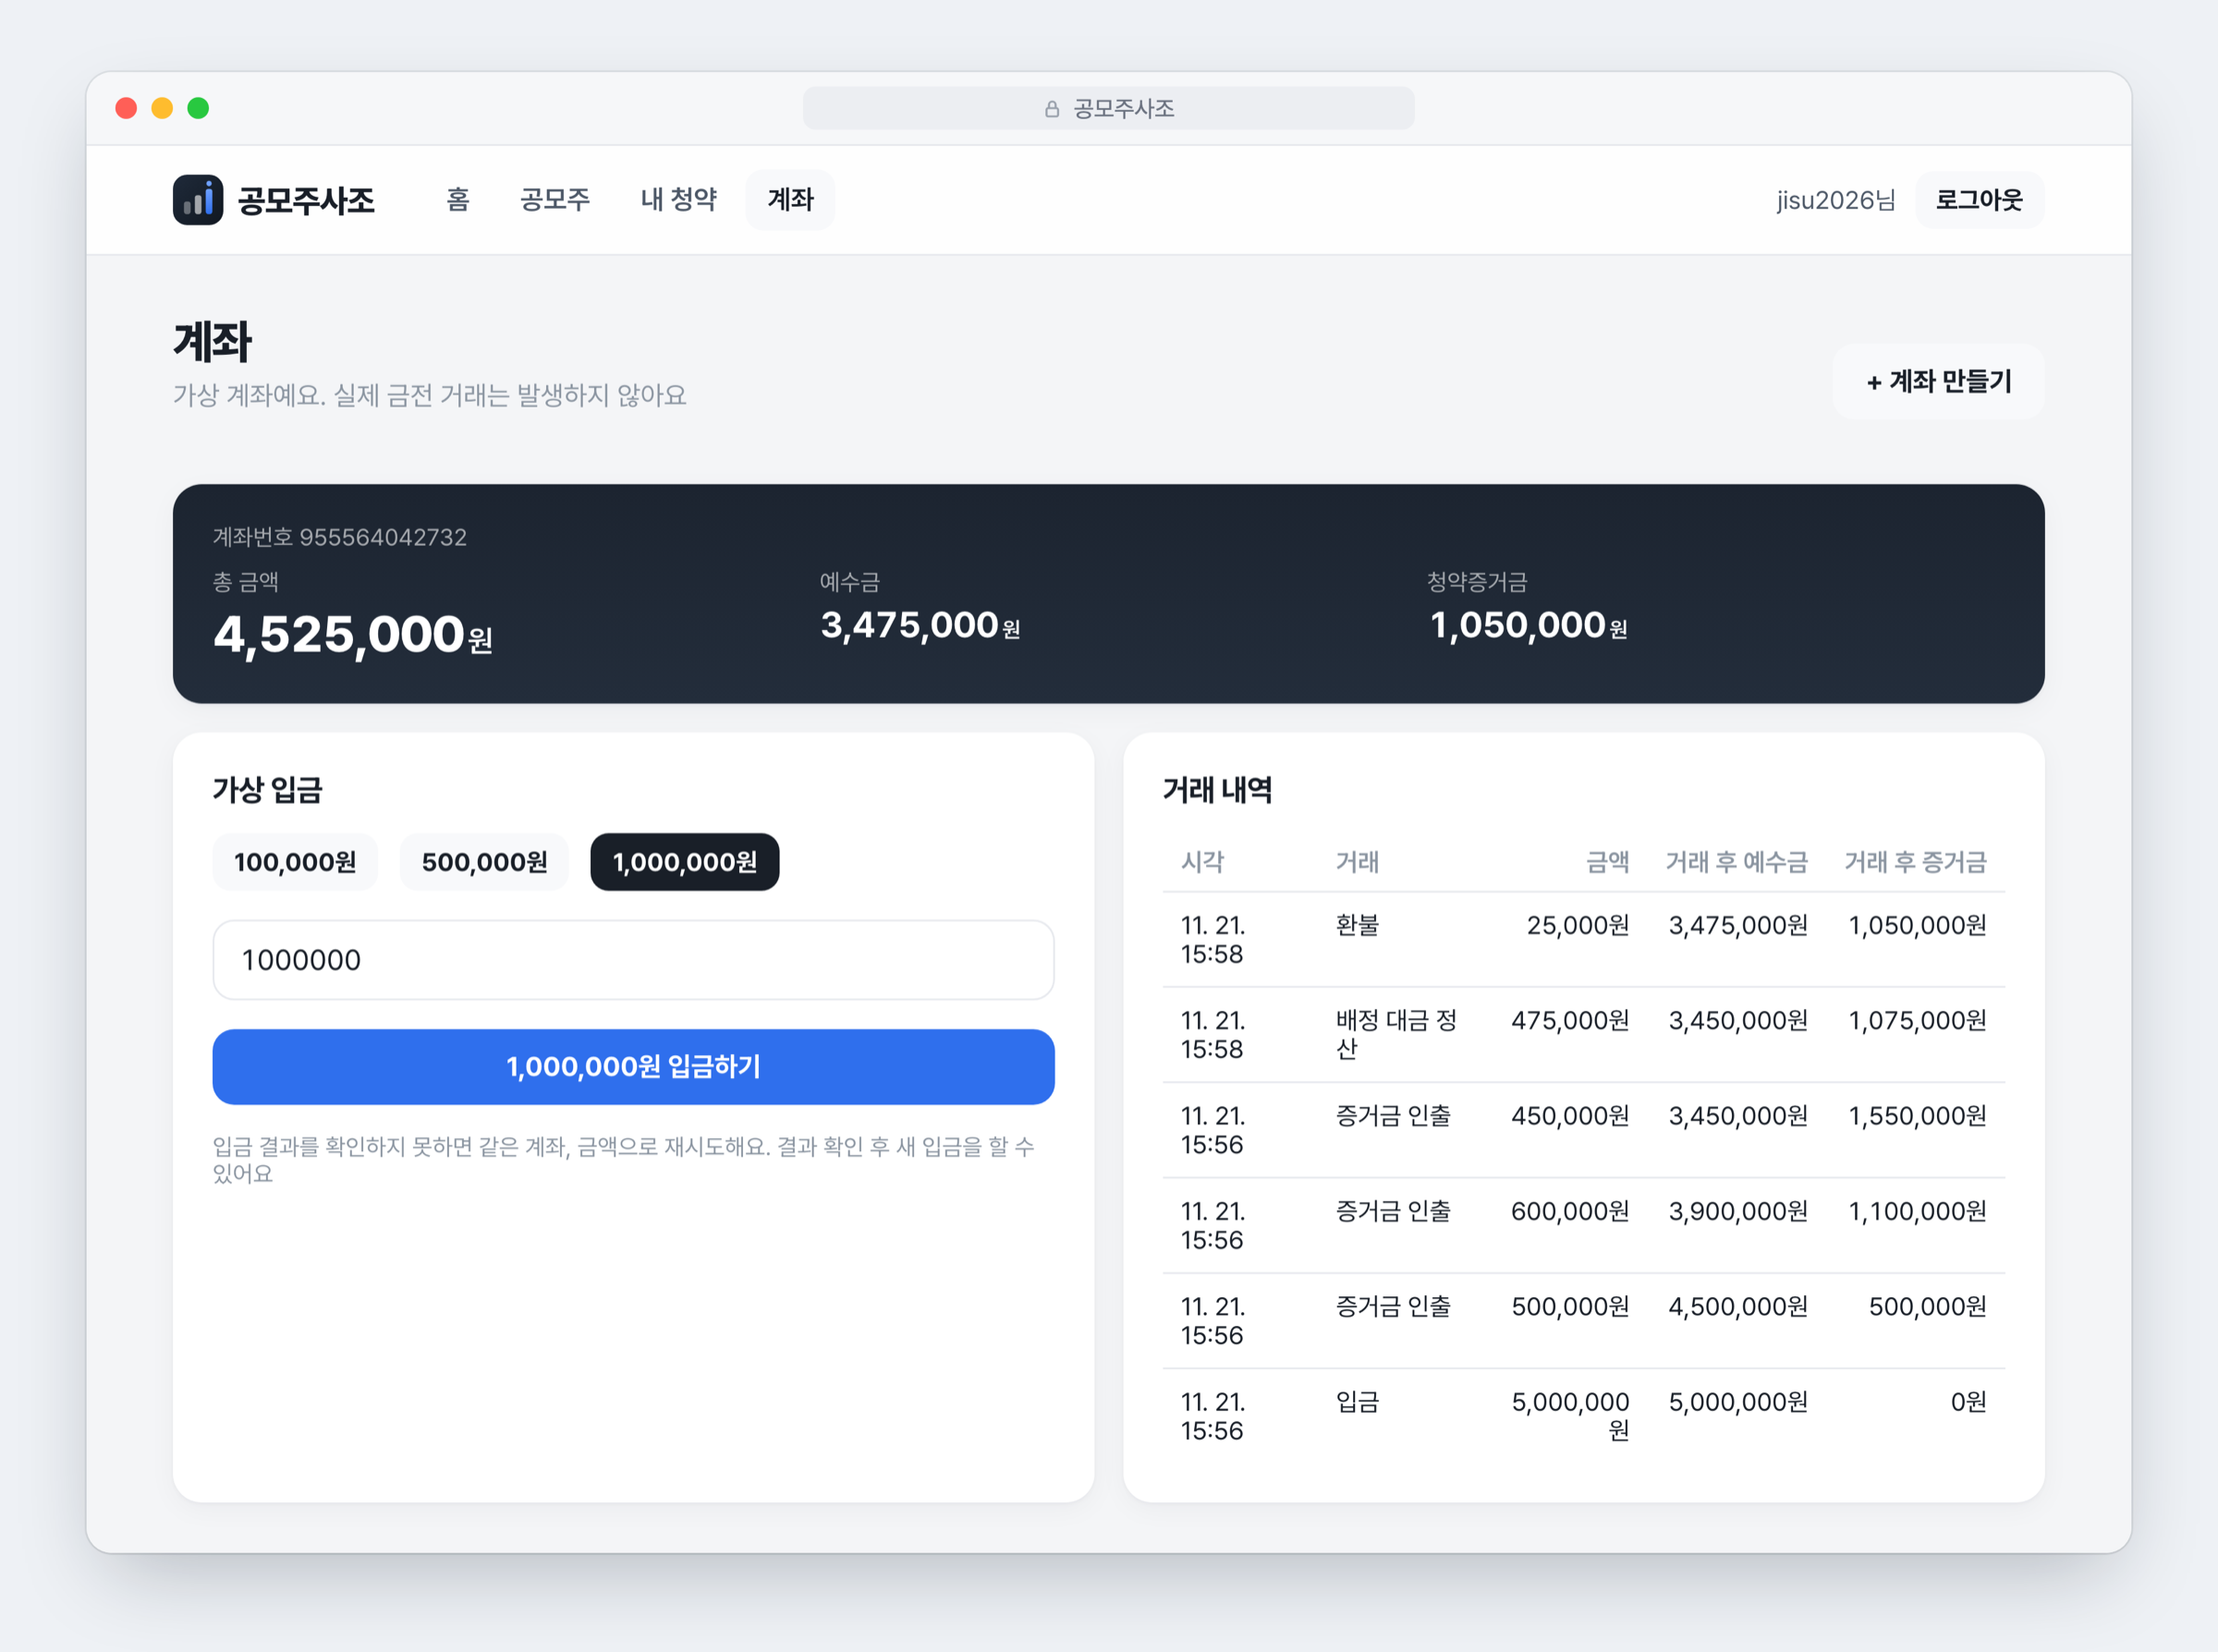 공모주사조
공모주사조
홈
공모주
내 청약
계좌
jisu2026님
로그아웃
계좌
가상 계좌예요. 실제 금전 거래는 발생하지 않아요
+ 계좌 만들기
계좌번호 955564042732
총 금액
4,525,000원
예수금
3,475,000원
청약증거금
1,050,000원
가상 입금
100,000원
500,000원
1,000,000원
1000000
1,000,000원 입금하기
입금 결과를 확인하지 못하면 같은 계좌, 금액으로 재시도해요. 결과 확인 후 새 입금을 할 수
있어요
거래 내역
시각 거래 금액 거래 후 예수금 거래 후 증거금
11. 21. 환불 25,000원 3,475,000원 1,050,000원
15:58
11. 21. 배정 대금 정 475,000원 3,450,000원 1,075,000원
15:58 산
11. 21. 증거금 인출 450,000원 3,450,000원 1,550,000원
15:56
11. 21. 증거금 인출 600,000원 3,900,000원 1,100,000원
15:56
11. 21. 증거금 인출 500,000원 4,500,000원 500,000원
15:56
11. 21. 입금 5,000,000 5,000,000원 0원
15:56 원